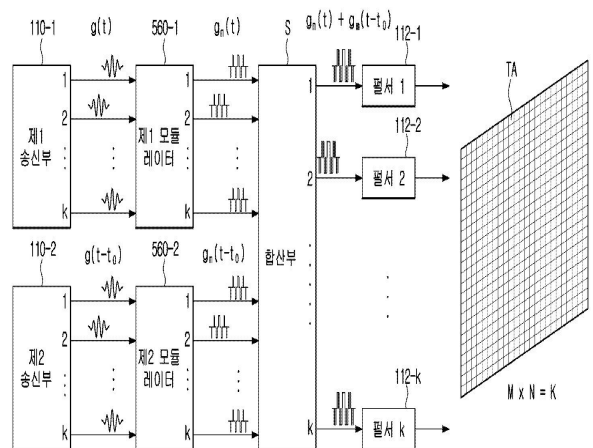 110-1 g(t) 560-1 gn(t) S gn(t) + gm(t-t0) 112-1
1 1 1 펄서 1 TA
2 2 112-2
제1
송신부 제1 모듈
레이터 2 펄서 2
k k
합산부
110-2 g(t-t0) 560-2 gn(t-t0)
1 1
2 2
제2
송신부 제2 모듈
레이터 112-k M x N = K
k k k 펄서 k